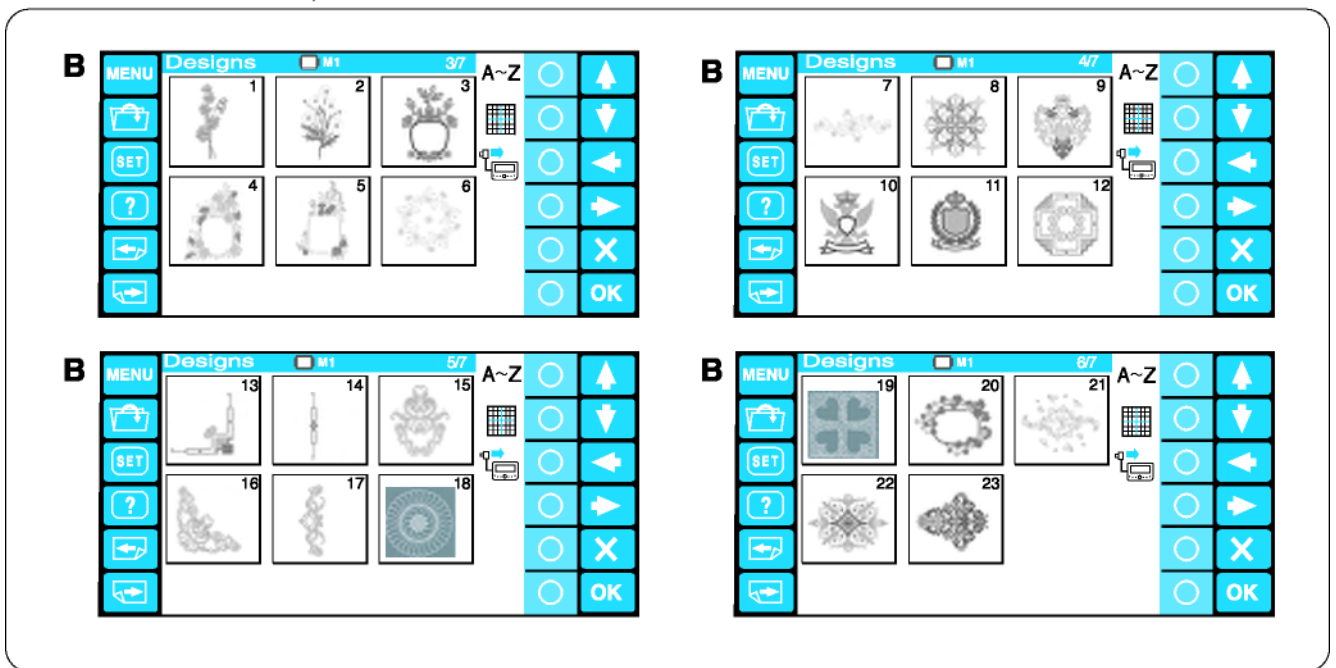 B
MENU Designs M1 3/7 A~Z
1 2 3
SET
4 5 6
?
OK
B
MENU Designs M1 4/7 A~Z
7 8 9
SET
10 11 12
?
OK
B
MENU Designs M1 5/7 A~Z
13 14 15
SET
16 17 18
?
OK
B
MENU Designs M1 6/7 A~Z
19 20 21
SET
22 23
?
OK